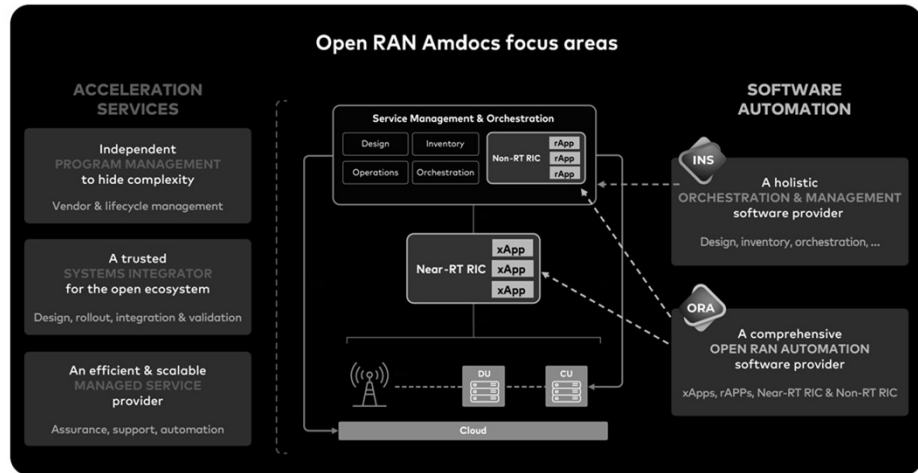 Open RAN Amdocs focus areas
ACCELERATION
SERVICES
Independent
PROGRAM MANAGEMENT
to hide complexity
Vendor & lifecycle management
A trusted
SYSTEMS INTEGRATOR
for the open ecosystem
Design, rollout, integration & validation
An efficient & scalable
MANAGED SERVICE
provider
Assurance, support, automation
Service Management & Orchestration
Design
Inventory
Operations
Orchestration
Non-RT RIC
rApp
rApp
rApp
Near-RT RIC
xApp
xApp
xApp
DU
CU
Cloud
SOFTWARE
AUTOMATION
INS
A holistic
ORCHESTRATION & MANAGEMENT
software provider
Design, inventory, orchestration, ...
ORA
A comprehensive
OPEN RAN AUTOMATION
software provider
xApps, rAPPs, Near-RT RIC & Non-RT RIC